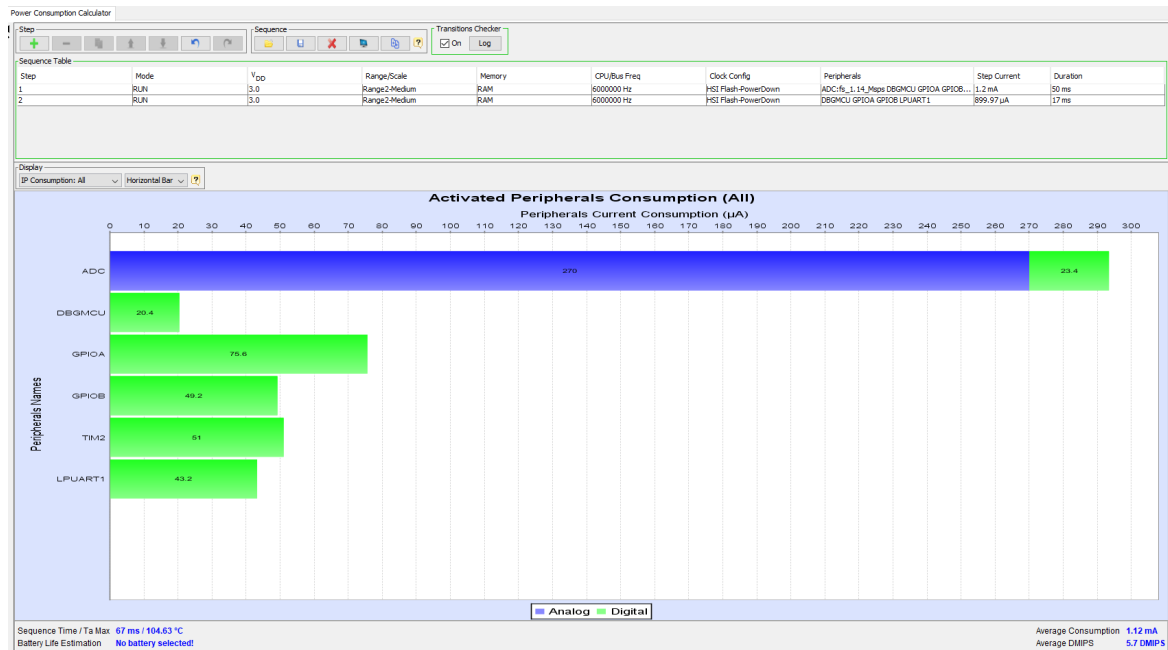 Power Consumption Calculator
Step Sequence Transitions Checker
On Log
Sequence Table
Step Mode VDD Range/Scale Memory CPU/Bus Freq Clock Config Peripherals Step Current Duration
1 RUN 3.0 Range2-Medium RAM 6000000 Hz HSI Flash-PowerDown ADC:fs_1.14_Msps DBGMCU GPIOA GPIOB... 1.2 mA 50 ms
2 RUN 3.0 Range2-Medium RAM 6000000 Hz HSI Flash-PowerDown DBGMCU GPIOA GPIOB LPUART1 899.97 µA 17 ms
Display
IP Consumption: All Horizontal Bar
Activated Peripherals Consumption (All)
Peripherals Current Consumption (µA)
0 10 20 30 40 50 60 70 80 90 100 110 120 130 140 150 160 170 180 190 200 210 220 230 240 250 260 270 280 290 300
ADC 270 23.4
DBGMCU 20.4
GPIOA 75.6
GPIOB 49.2
TIM2 51
LPUART1 43.2
Peripherals Names
Analog Digital
Sequence Time / Ta Max 67 ms / 104.63 °C Average Consumption 1.12 mA
Battery Life Estimation No battery selected! Average DMIPS 5.7 DMIPS